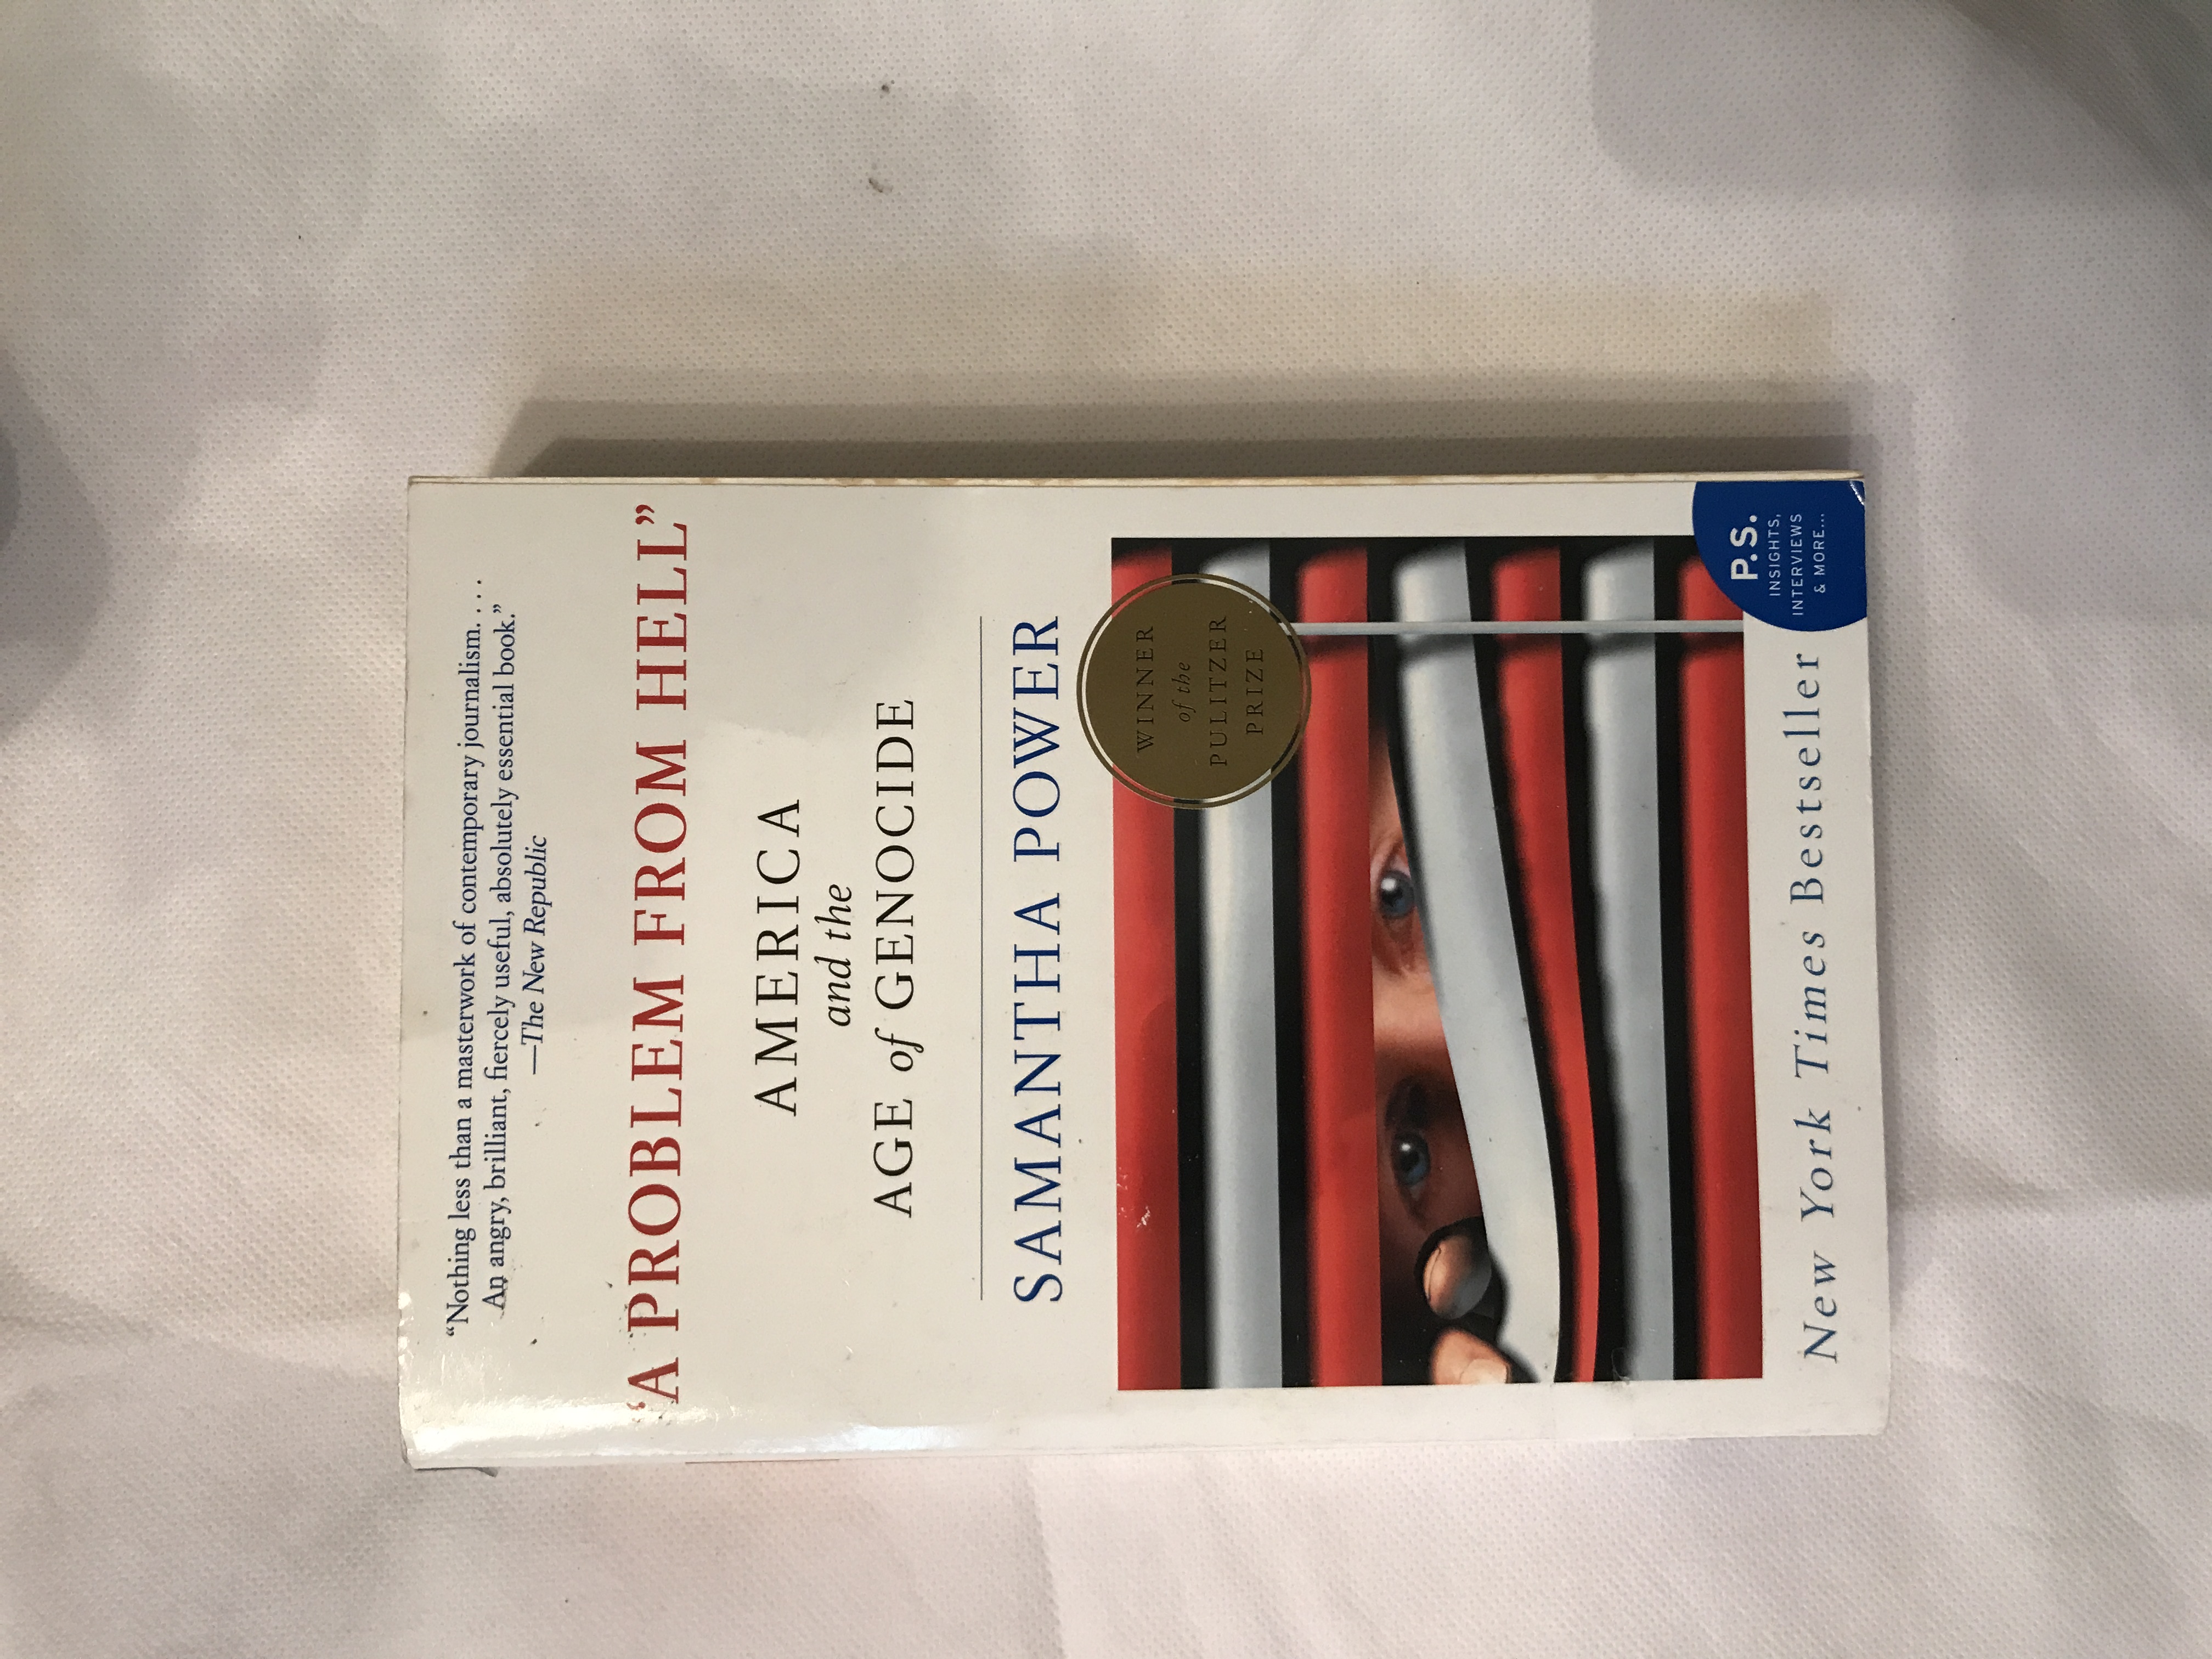 “Nothing less than a masterwork of contemporary journalism. . . .
An angry, brilliant, fiercely useful, absolutely essential book.”
—The New Republic
“A PROBLEM FROM HELL”
AMERICA
and the
AGE of GENOCIDE
SAMANTHA POWER
WINNER
of the
PULITZER
PRIZE
New York Times Bestseller
P.S.
INSIGHTS,
INTERVIEWS
& MORE...